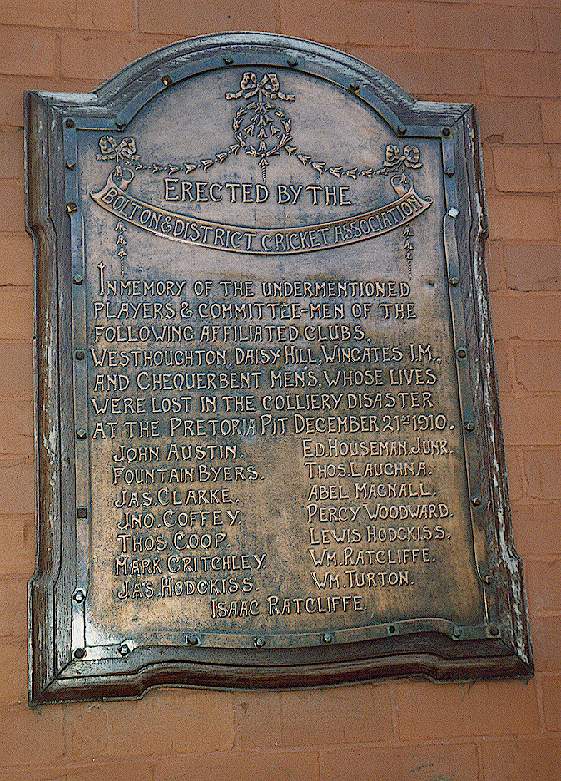 ERECTED BY THE
BOLTON & DISTRICT CRICKET ASSOCIATION
IN MEMORY OF THE UNDERMENTIONED
PLAYERS & COMMITTEE-MEN OF THE
FOLLOWING AFFILIATED CLUBS.
WESTHOUGHTON, DAISY HILL, WINGATES I.M.,
AND CHEQUERBENT MENS, WHOSE LIVES
WERE LOST IN THE COLLIERY DISASTER
AT THE PRETORIA PIT DECEMBER 21ST 1910.
JOHN AUSTIN. ED. HOUSEMAN. JUNR.
FOUNTAIN BYERS. THOS. LAUGHNA.
JAS. CLARKE. ABEL MAGNALL.
JNO. COFFEY. PERCY WOODWARD.
THOS. COOP LEWIS HODGKISS.
MARK CRITCHLEY WM. RATCLIFFE.
JAS. HODGKISS. WM. TURTON.
ISAAC RATCLIFFE